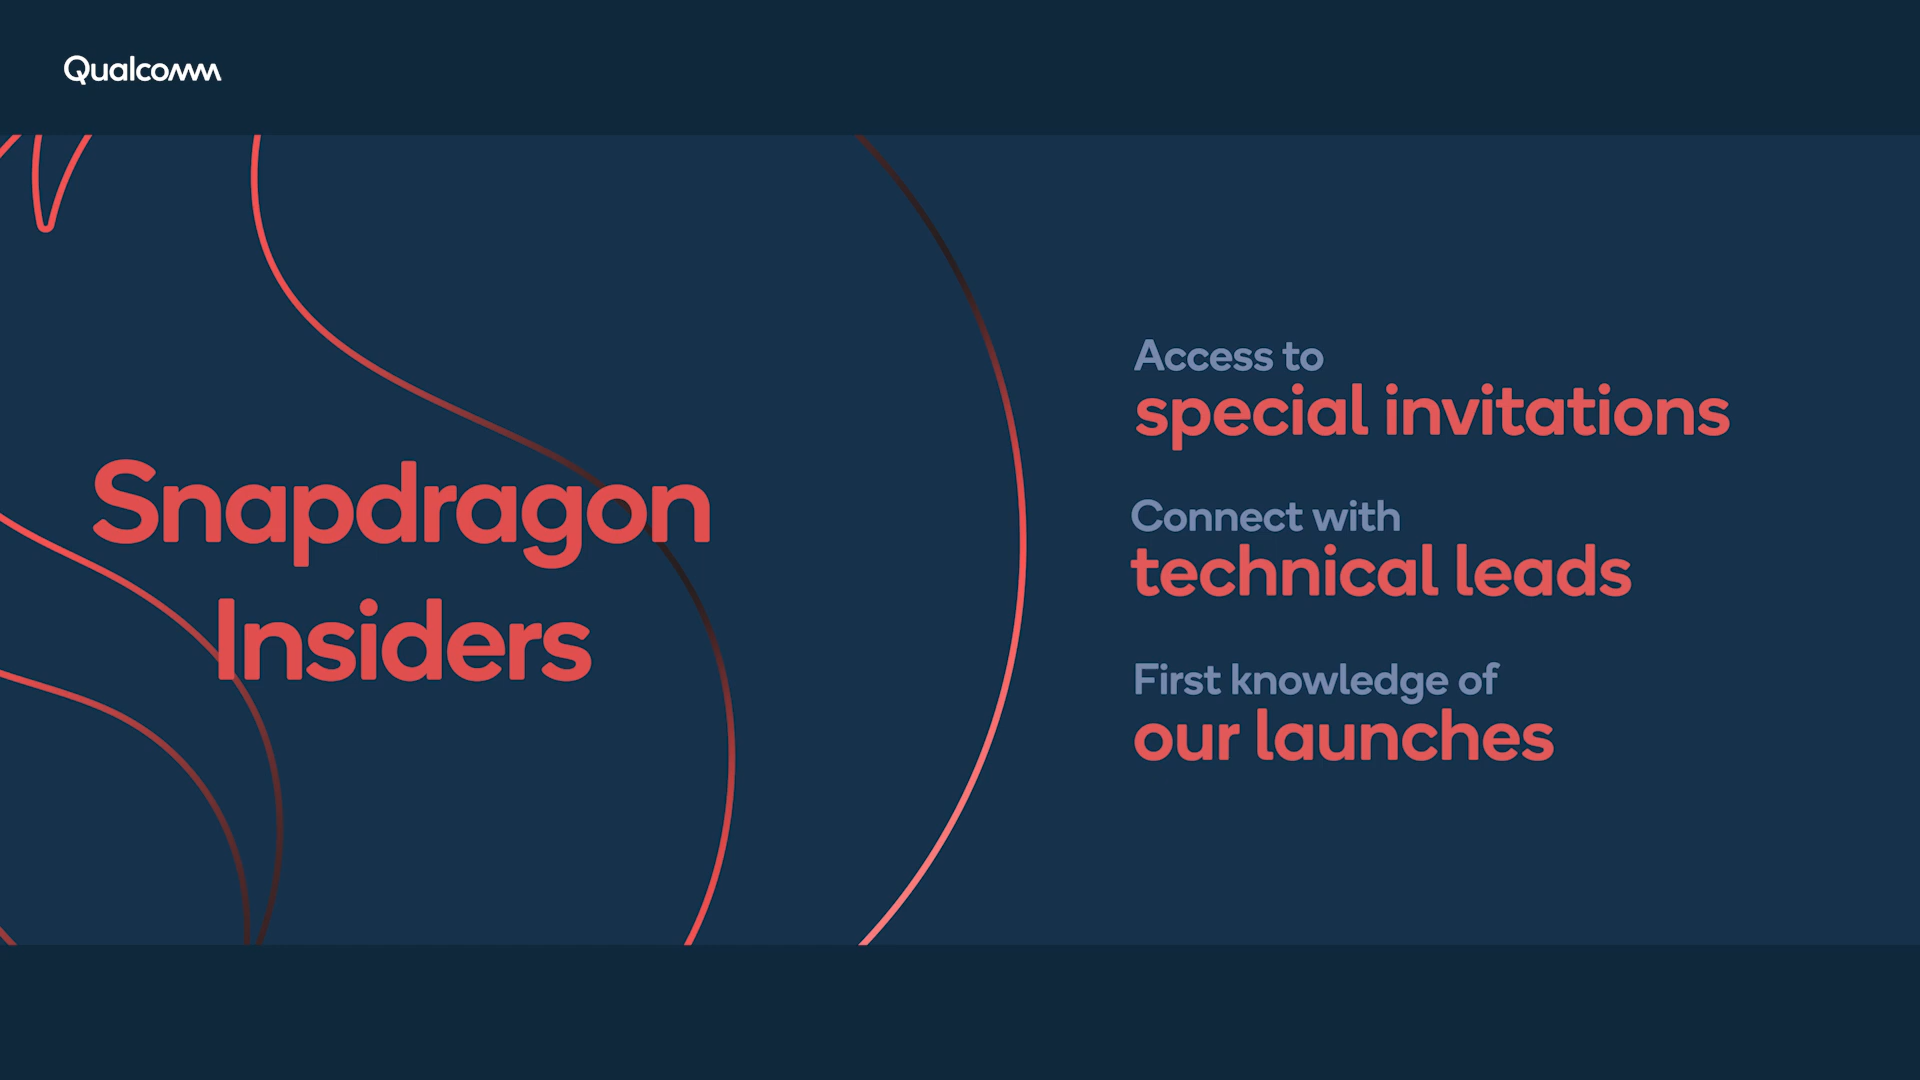 Qualcomm
Snapdragon
Insiders
Access to
special invitations
Connect with
technical leads
First knowledge of
our launches